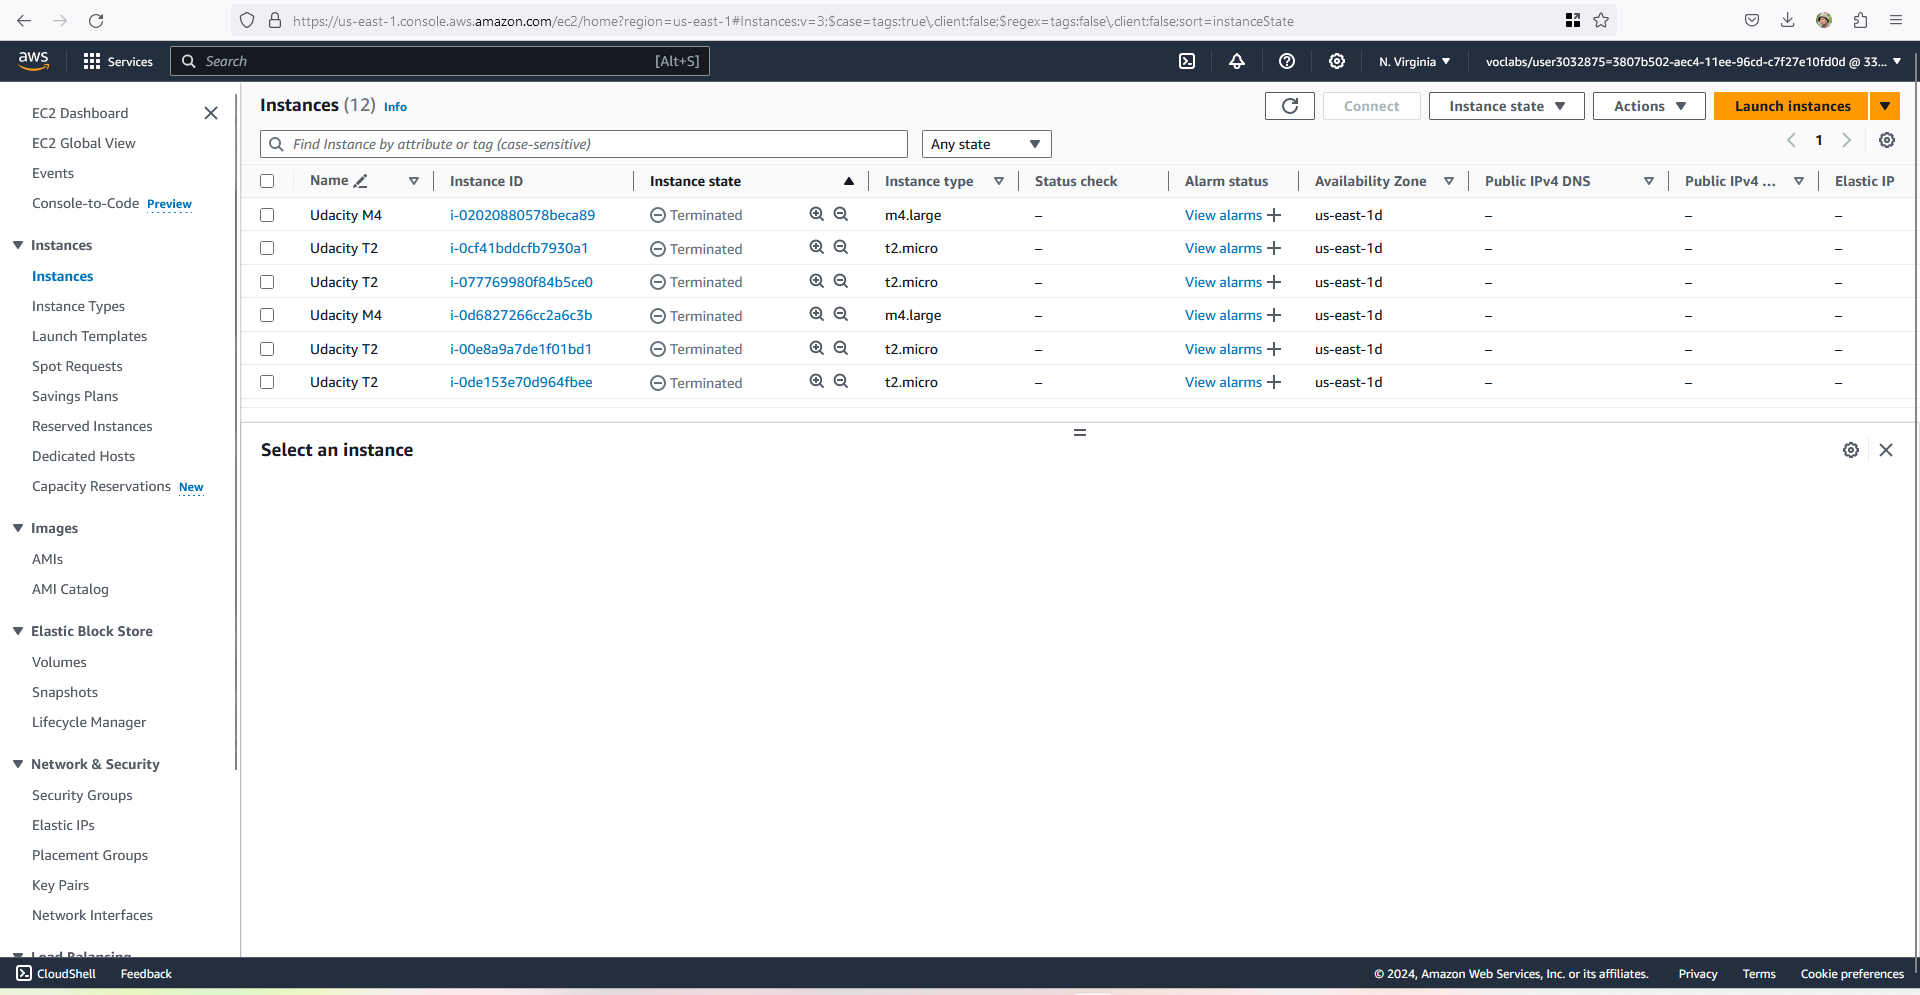 https://us-east-1.console.aws.amazon.com/ec2/home?region=us-east-1#Instances:v=3;$case=tags:true\,client:false;$regex=tags:false\,client:false;sort=instanceState
aws Services Search [Alt+S] N. Virginia voclabs/user3032875=3807b502-aec4-11ee-96cd-c7f27e10fd0d @ 33...
EC2 Dashboard
EC2 Global View
Events
Console-to-Code Preview
Instances
Instances
Instance Types
Launch Templates
Spot Requests
Savings Plans
Reserved Instances
Dedicated Hosts
Capacity Reservations New
Images
AMIs
AMI Catalog
Elastic Block Store
Volumes
Snapshots
Lifecycle Manager
Network & Security
Security Groups
Elastic IPs
Placement Groups
Key Pairs
Network Interfaces
Load Balancing
Instances (12) Info Connect Instance state Actions Launch instances
Find Instance by attribute or tag (case-sensitive) Any state 1
Name Instance ID Instance state Instance type Status check Alarm status Availability Zone Public IPv4 DNS Public IPv4 ... Elastic IP
Udacity M4 i-02020880578beca89 Terminated m4.large – View alarms us-east-1d – – –
Udacity T2 i-0cf41bddcfb7930a1 Terminated t2.micro – View alarms us-east-1d – – –
Udacity T2 i-077769980f84b5ce0 Terminated t2.micro – View alarms us-east-1d – – –
Udacity M4 i-0d6827266cc2a6c3b Terminated m4.large – View alarms us-east-1d – – –
Udacity T2 i-00e8a9a7de1f01bd1 Terminated t2.micro – View alarms us-east-1d – – –
Udacity T2 i-0de153e70d964fbee Terminated t2.micro – View alarms us-east-1d – – –
Select an instance
CloudShell Feedback © 2024, Amazon Web Services, Inc. or its affiliates. Privacy Terms Cookie preferences